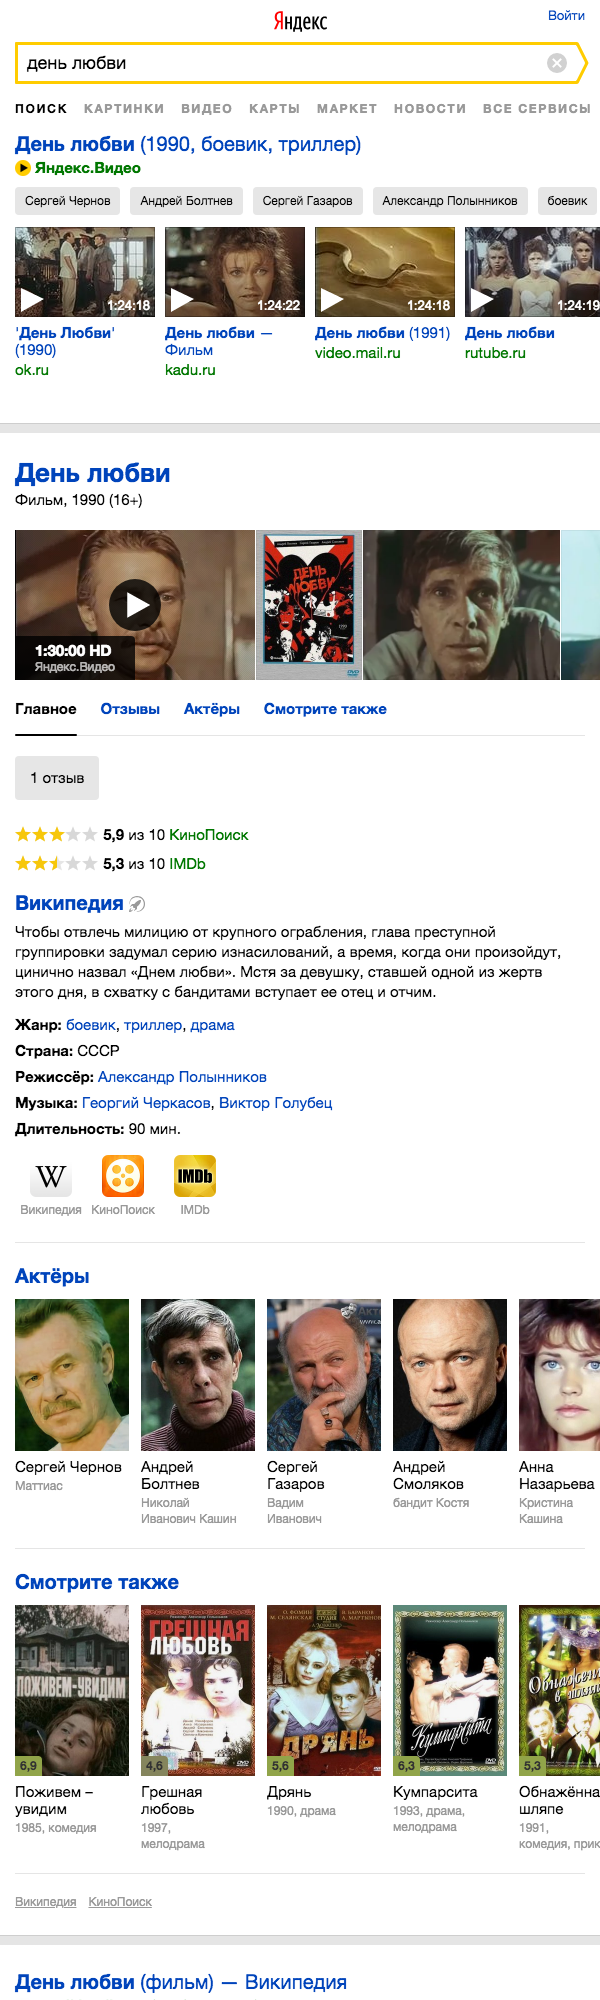 Яндекс
Войти
день любви
ПОИСК КАРТИНКИ ВИДЕО КАРТЫ МАРКЕТ НОВОСТИ ВСЕ СЕРВИСЫ
День любви (1990, боевик, триллер)
Яндекс.Видео
Сергей Чернов Андрей Болтнев Сергей Газаров Александр Полынников боевик
1:24:18 1:24:22 1:24:18 1:24:19
'День Любви' (1990)
ok.ru
День любви — Фильм
kadu.ru
День любви (1991)
video.mail.ru
День любви
rutube.ru
День любви
Фильм, 1990 (16+)
ДЕНЬ
ЛЮБВИ
1:30:00 HD
Яндекс.Видео
Главное Отзывы Актёры Смотрите также
1 отзыв
5,9 из 10 КиноПоиск
5,3 из 10 IMDb
Википедия
Чтобы отвлечь милицию от крупного ограбления, глава преступной
группировки задумал серию изнасилований, а время, когда они произойдут,
цинично назвал «Днем любви». Мстя за девушку, ставшей одной из жертв
этого дня, в схватку с бандитами вступает ее отец и отчим.
Жанр: боевик, триллер, драма
Страна: СССР
Режиссёр: Александр Полынников
Музыка: Георгий Черкасов, Виктор Голубец
Длительность: 90 мин.
W IMDb
Википедия КиноПоиск IMDb
Актёры
Сергей Чернов
Маттиас
Андрей
Болтнев
Николай
Иванович Кашин
Сергей
Газаров
Вадим
Иванович
Андрей
Смоляков
бандит Костя
Анна
Назарьева
Кристина
Кашина
Смотрите также
ПОЖИВЕМ-УВИДИМ
6,9
ГРЕШНАЯ
ЛЮБОВЬ
4,6
ДРЯНЬ
5,6
Кумпарсита
6,3
5,3
Поживем –
увидим
1985, комедия
Грешная
любовь
1997,
мелодрама
Дрянь
1990, драма
Кумпарсита
1993, драма,
мелодрама
Обнажённа
шляпе
1991,
комедия, прик
Википедия КиноПоиск
День любви (фильм) — Википедия